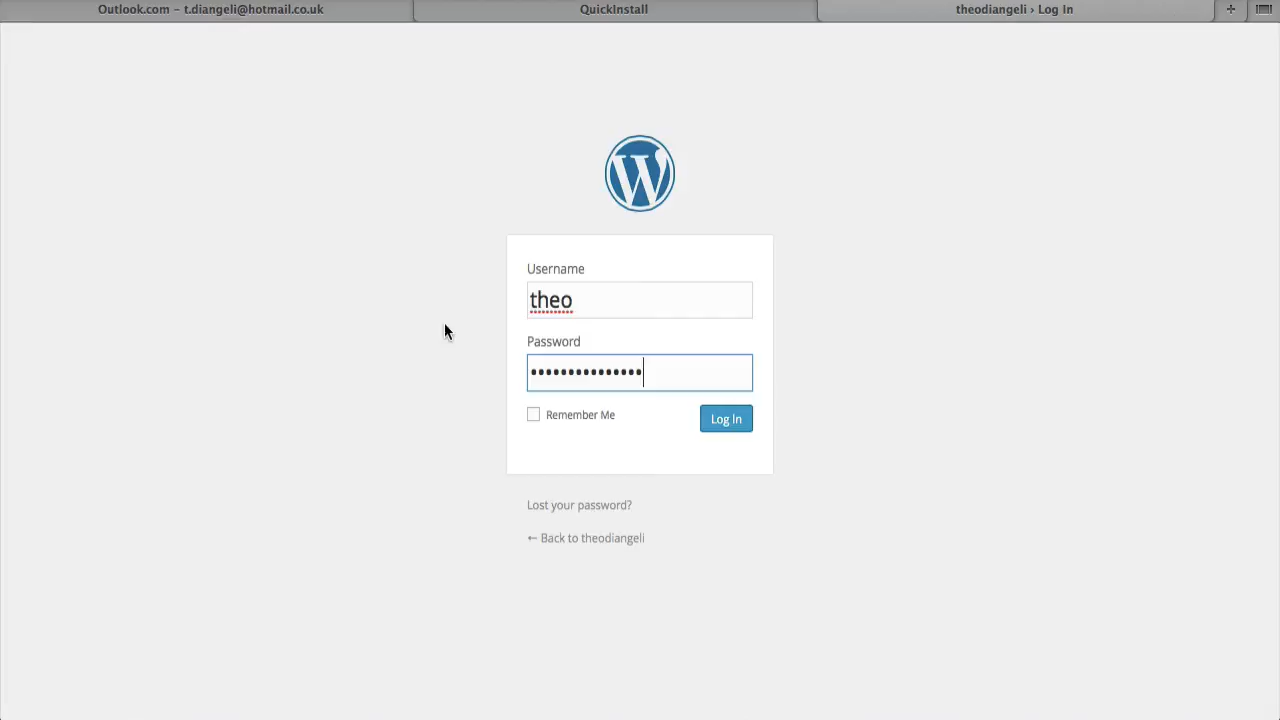 Outlook.com – t.diangeli@hotmail.co.uk
QuickInstall
theodiangeli › Log In
Username
theo
Password
•••••••••••••••
Remember Me
Log In
Lost your password?
← Back to theodiangeli